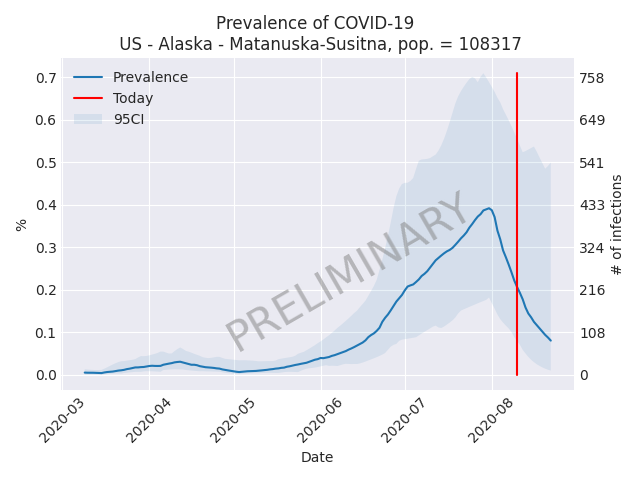 Prevalence of COVID-19
US - Alaska - Matanuska-Susitna, pop. = 108317
Prevalence
Today
95CI
PRELIMINARY
%
0.7
0.6
0.5
0.4
0.3
0.2
0.1
0.0
758
649
541
433
324
216
108
0
# of infections
2020-03
2020-04
2020-05
2020-06
2020-07
2020-08
Date